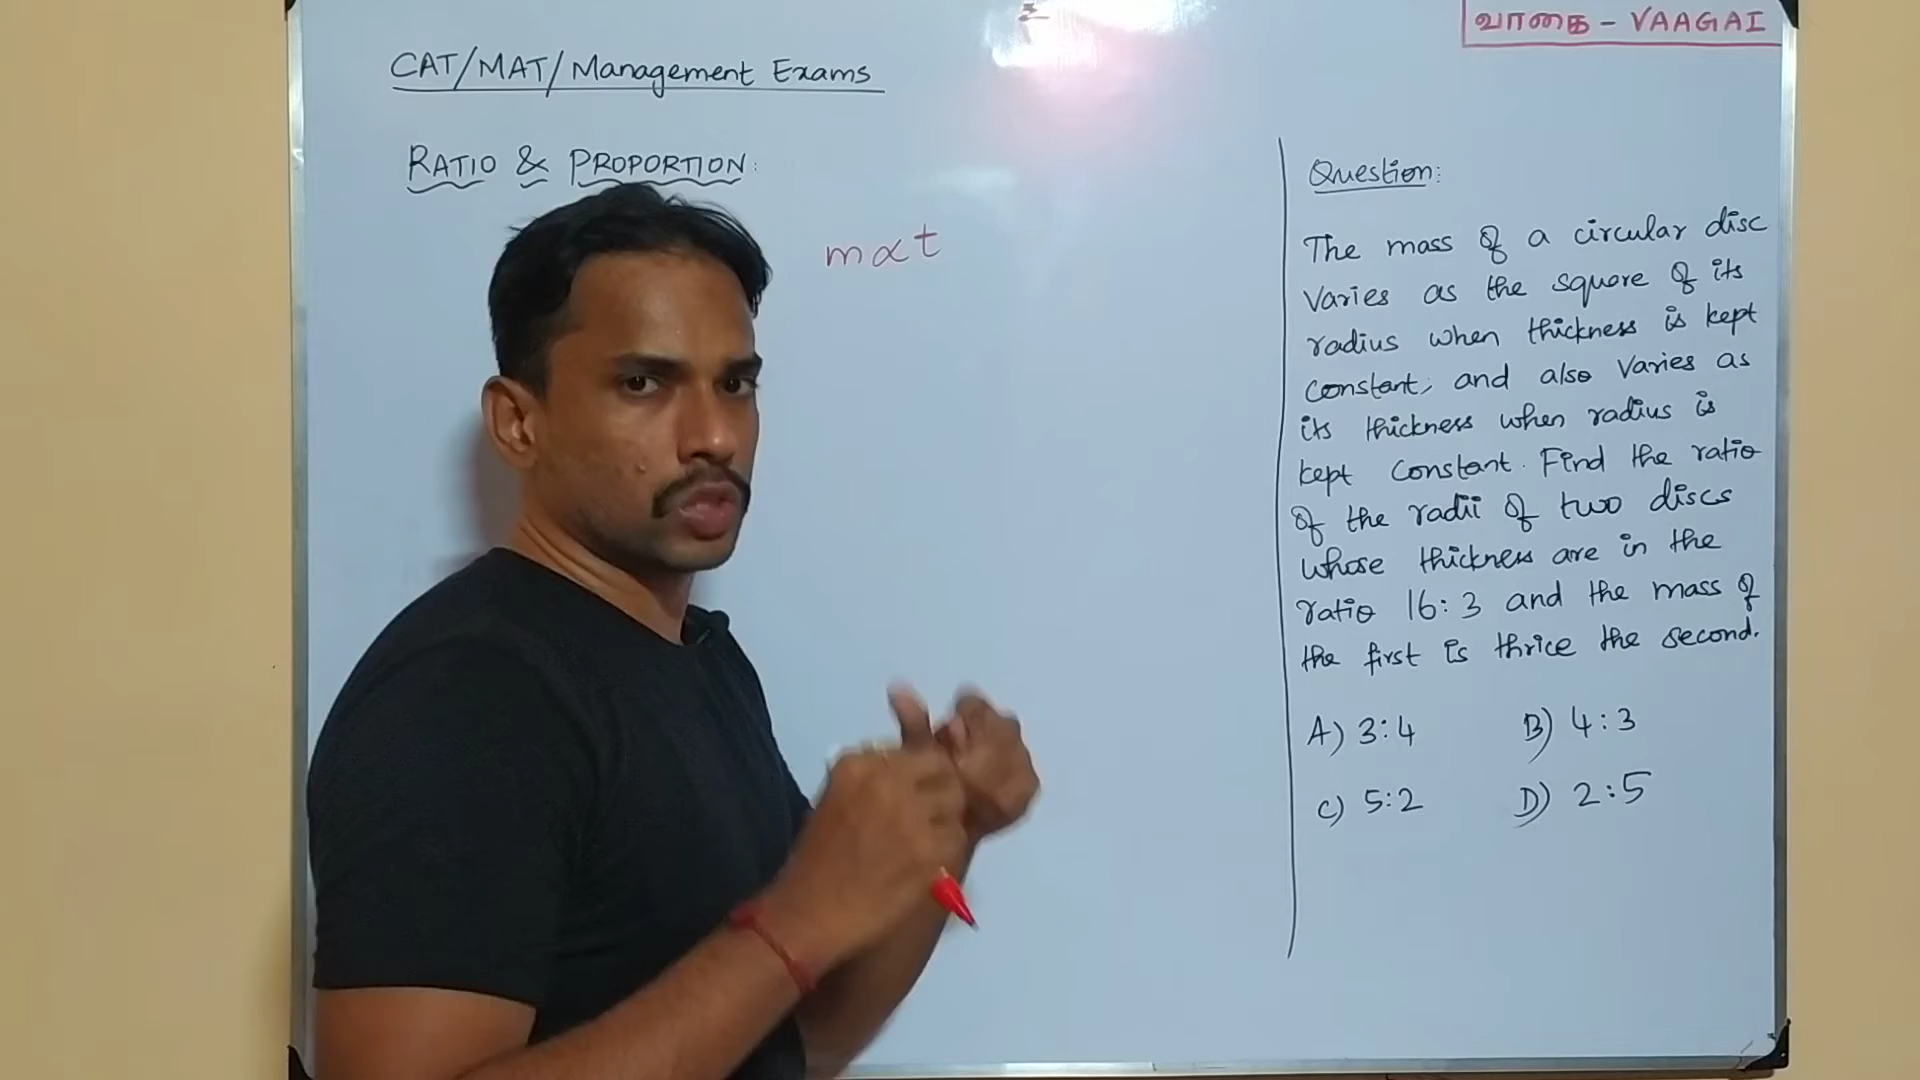 வாகை - VAAGAI
CAT/MAT/Management Exams
RATIO & PROPORTION:
m∝t
Question:
The mass of a circular disc
Varies as the square of its
radius when thickness is kept
constant; and also varies as
its thickness when radius is
kept constant. Find the ratio
of the radii of two discs
whose thickness are in the
ratio 16:3 and the mass of
the first is thrice the second.
A) 3:4 B) 4:3
C) 5:2 D) 2:5